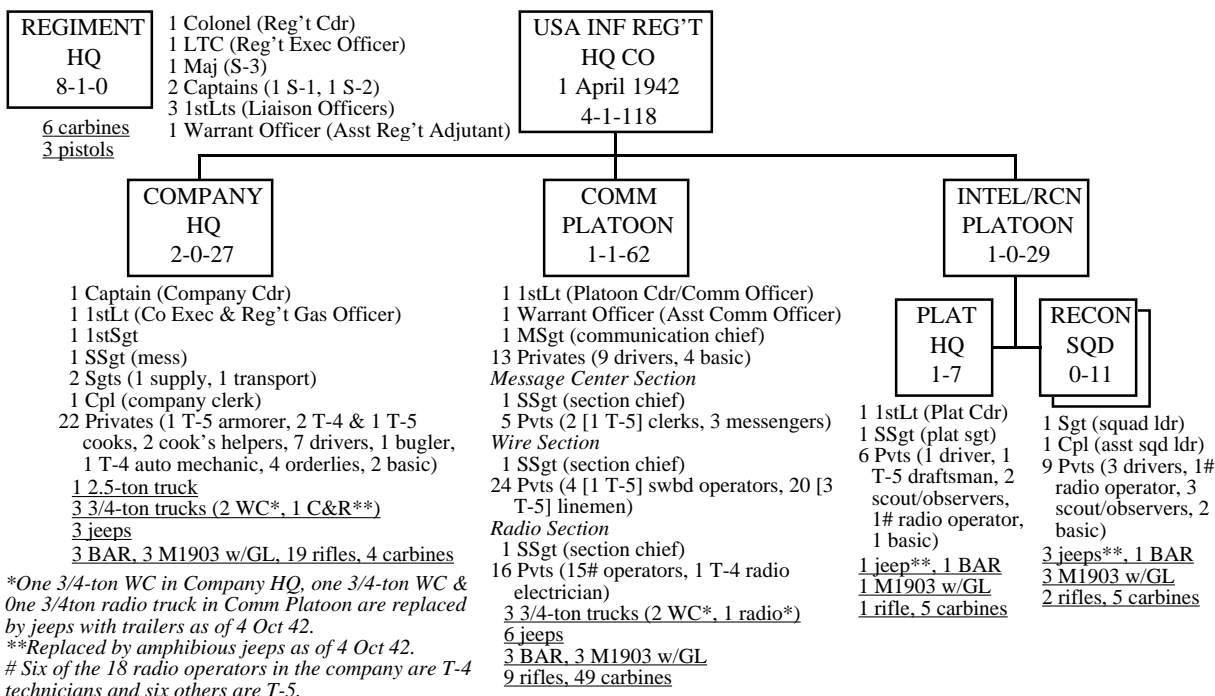 REGIMENT
HQ
8-1-0
6 carbines
3 pistols
1 Colonel (Reg't Cdr)
1 LTC (Reg't Exec Officer)
1 Maj (S-3)
2 Captains (1 S-1, 1 S-2)
3 1stLts (Liaison Officers)
1 Warrant Officer (Asst Reg't Adjutant)
USA INF REG'T
HQ CO
1 April 1942
4-1-118
COMPANY
HQ
2-0-27
1 Captain (Company Cdr)
1 1stLt (Co Exec & Reg't Gas Officer)
1 1stSgt
1 SSgt (mess)
2 Sgts (1 supply, 1 transport)
1 Cpl (company clerk)
22 Privates (1 T-5 armorer, 2 T-4 & 1 T-5
cooks, 2 cook's helpers, 7 drivers, 1 bugler,
1 T-4 auto mechanic, 4 orderlies, 2 basic)
1 2.5-ton truck
3 3/4-ton trucks (2 WC*, 1 C&R**)
3 jeeps
3 BAR, 3 M1903 w/GL, 19 rifles, 4 carbines
*One 3/4-ton WC in Company HQ, one 3/4-ton WC &
0ne 3/4ton radio truck in Comm Platoon are replaced
by jeeps with trailers as of 4 Oct 42.
**Replaced by amphibious jeeps as of 4 Oct 42.
# Six of the 18 radio operators in the company are T-4
technicians and six others are T-5.
COMM
PLATOON
1-1-62
1 1stLt (Platoon Cdr/Comm Officer)
1 Warrant Officer (Asst Comm Officer)
1 MSgt (communication chief)
13 Privates (9 drivers, 4 basic)
Message Center Section
1 SSgt (section chief)
5 Pvts (2 [1 T-5] clerks, 3 messengers)
Wire Section
1 SSgt (section chief)
24 Pvts (4 [1 T-5] swbd operators, 20 [3
T-5] linemen)
Radio Section
1 SSgt (section chief)
16 Pvts (15# operators, 1 T-4 radio
electrician)
3 3/4-ton trucks (2 WC*, 1 radio*)
6 jeeps
3 BAR, 3 M1903 w/GL
9 rifles, 49 carbines
INTEL/RCN
PLATOON
1-0-29
PLAT
HQ
1-7
1 1stLt (Plat Cdr)
1 SSgt (plat sgt)
6 Pvts (1 driver, 1
T-5 draftsman, 2
scout/observers,
1# radio operator,
1 basic)
1 jeep**, 1 BAR
1 M1903 w/GL
1 rifle, 5 carbines
RECON
SQD
0-11
1 Sgt (squad ldr)
1 Cpl (asst sqd ldr)
9 Pvts (3 drivers, 1#
radio operator, 3
scout/observers, 2
basic)
3 jeeps**, 1 BAR
3 M1903 w/GL
2 rifles, 5 carbines